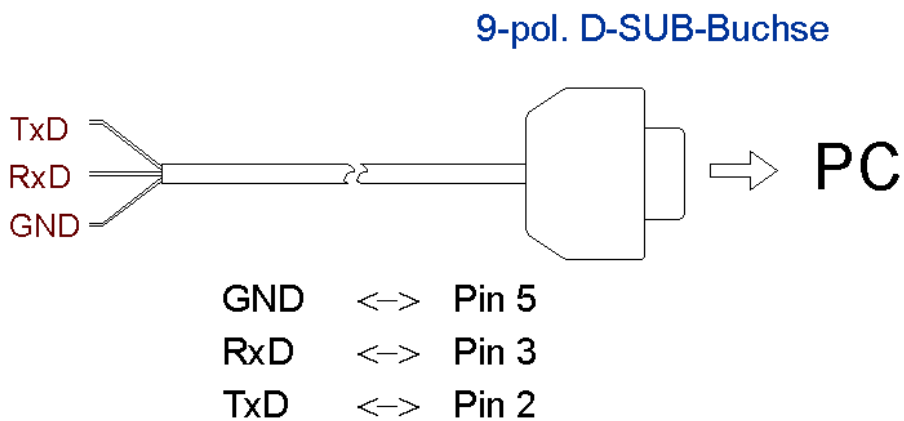 9-pol. D-SUB-Buchse
TxD
RxD
GND
PC
GND <–> Pin 5
RxD <–> Pin 3
TxD <–> Pin 2